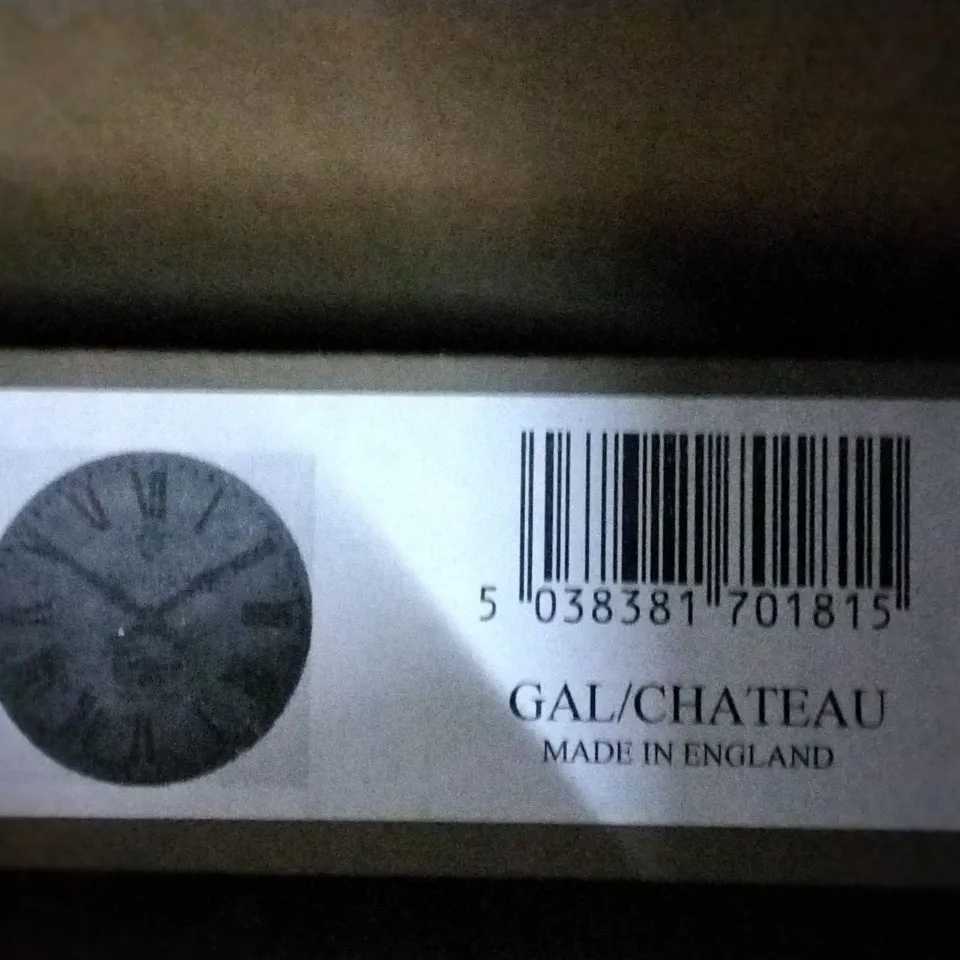 5 038381 701815
GAL/CHATEAU
MADE IN ENGLAND